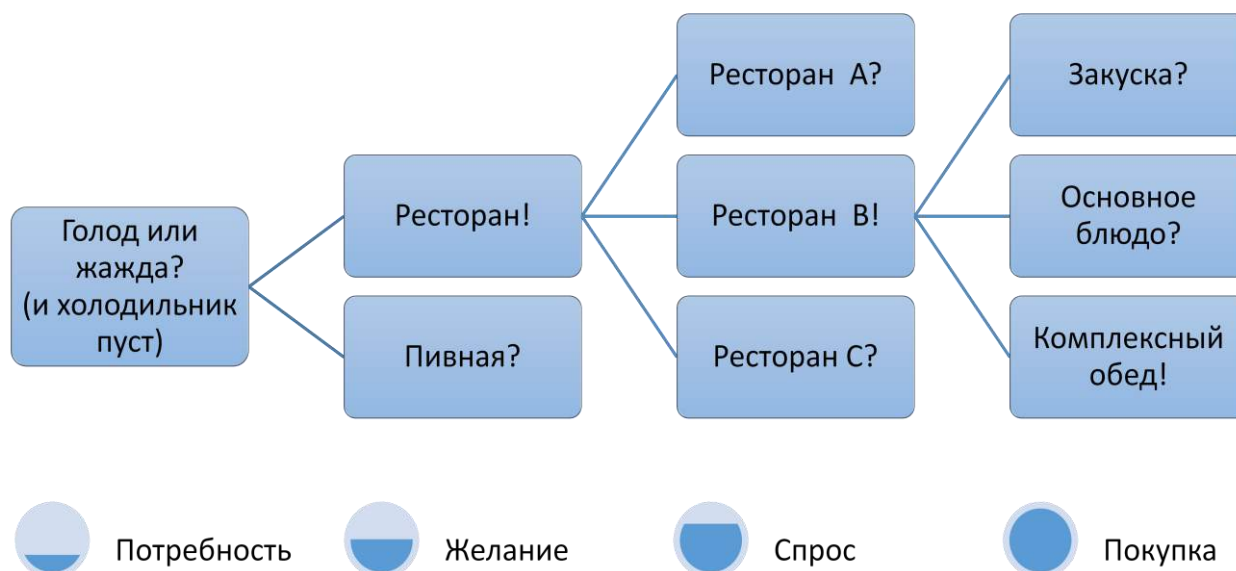 Голод или
жажда?
(и холодильник
пуст)
Ресторан!
Пивная?
Ресторан А?
Ресторан В!
Ресторан С?
Закуска?
Основное
блюдо?
Комплексный
обед!
Потребность
Желание
Спрос
Покупка